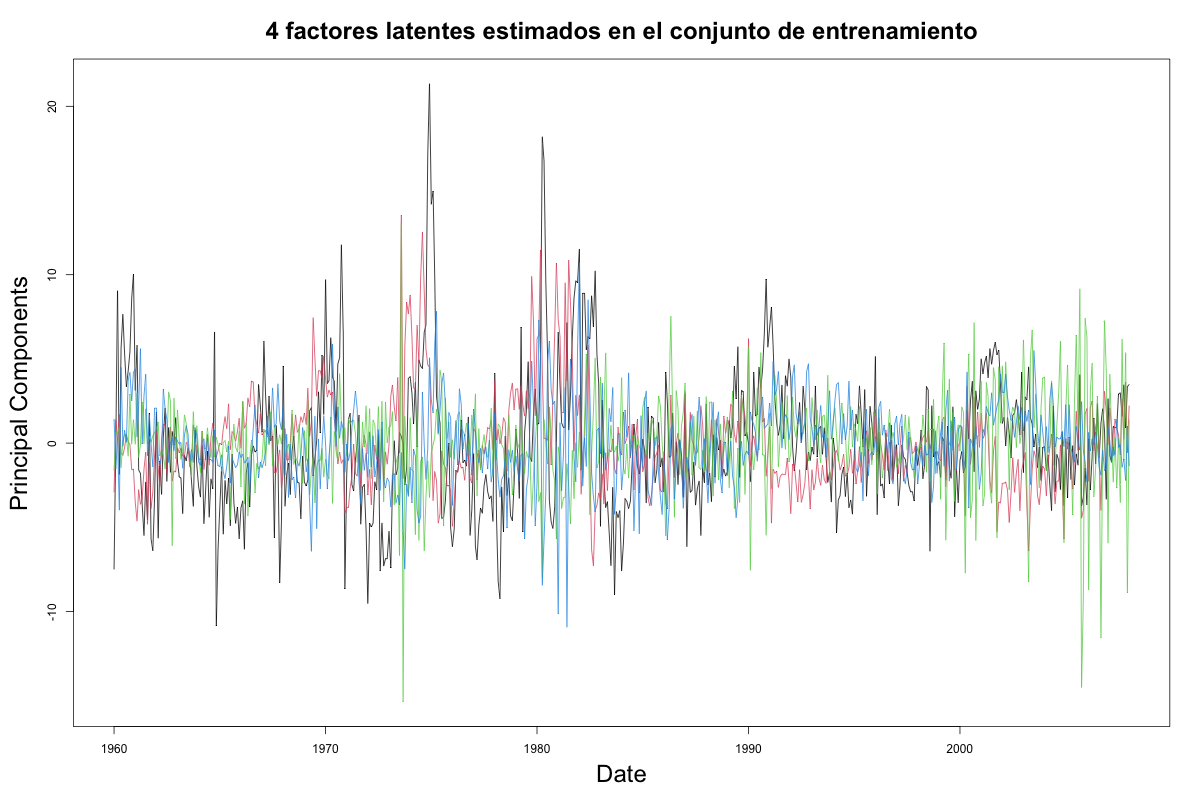 4 factores latentes estimados en el conjunto de entrenamiento
Principal Components
20
10
0
-10
1960 1970 1980 1990 2000
Date